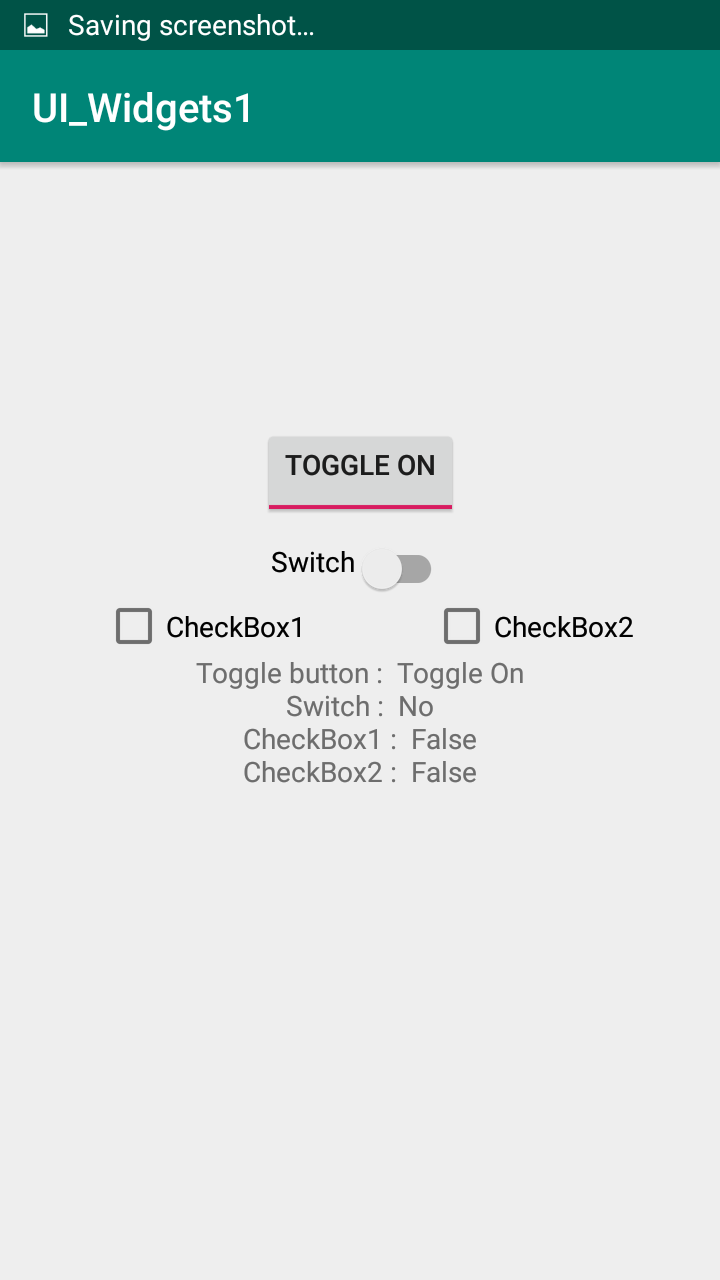 Saving screenshot...
UI_Widgets1
TOGGLE ON
Switch
CheckBox1 CheckBox2
Toggle button : Toggle On
Switch : No
CheckBox1 : False
CheckBox2 : False